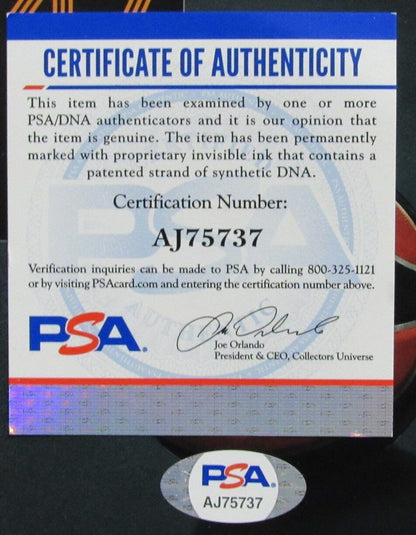 CERTIFICATE OF AUTHENTICITY
This item has been examined by one or more
PSA/DNA authenticators and it is our opinion that
the item is genuine. The item has been permanently
marked with proprietary invisible ink that contains a
patented strand of synthetic DNA.
Certification Number:
AJ75737
Verification inquiries can be made to PSA by calling 800-325-1121
or by visiting PSAcard.com and entering the certification number above.
PSA.
Joe Orlando
President & CEO, Collectors Universe
PSA.
AJ75737